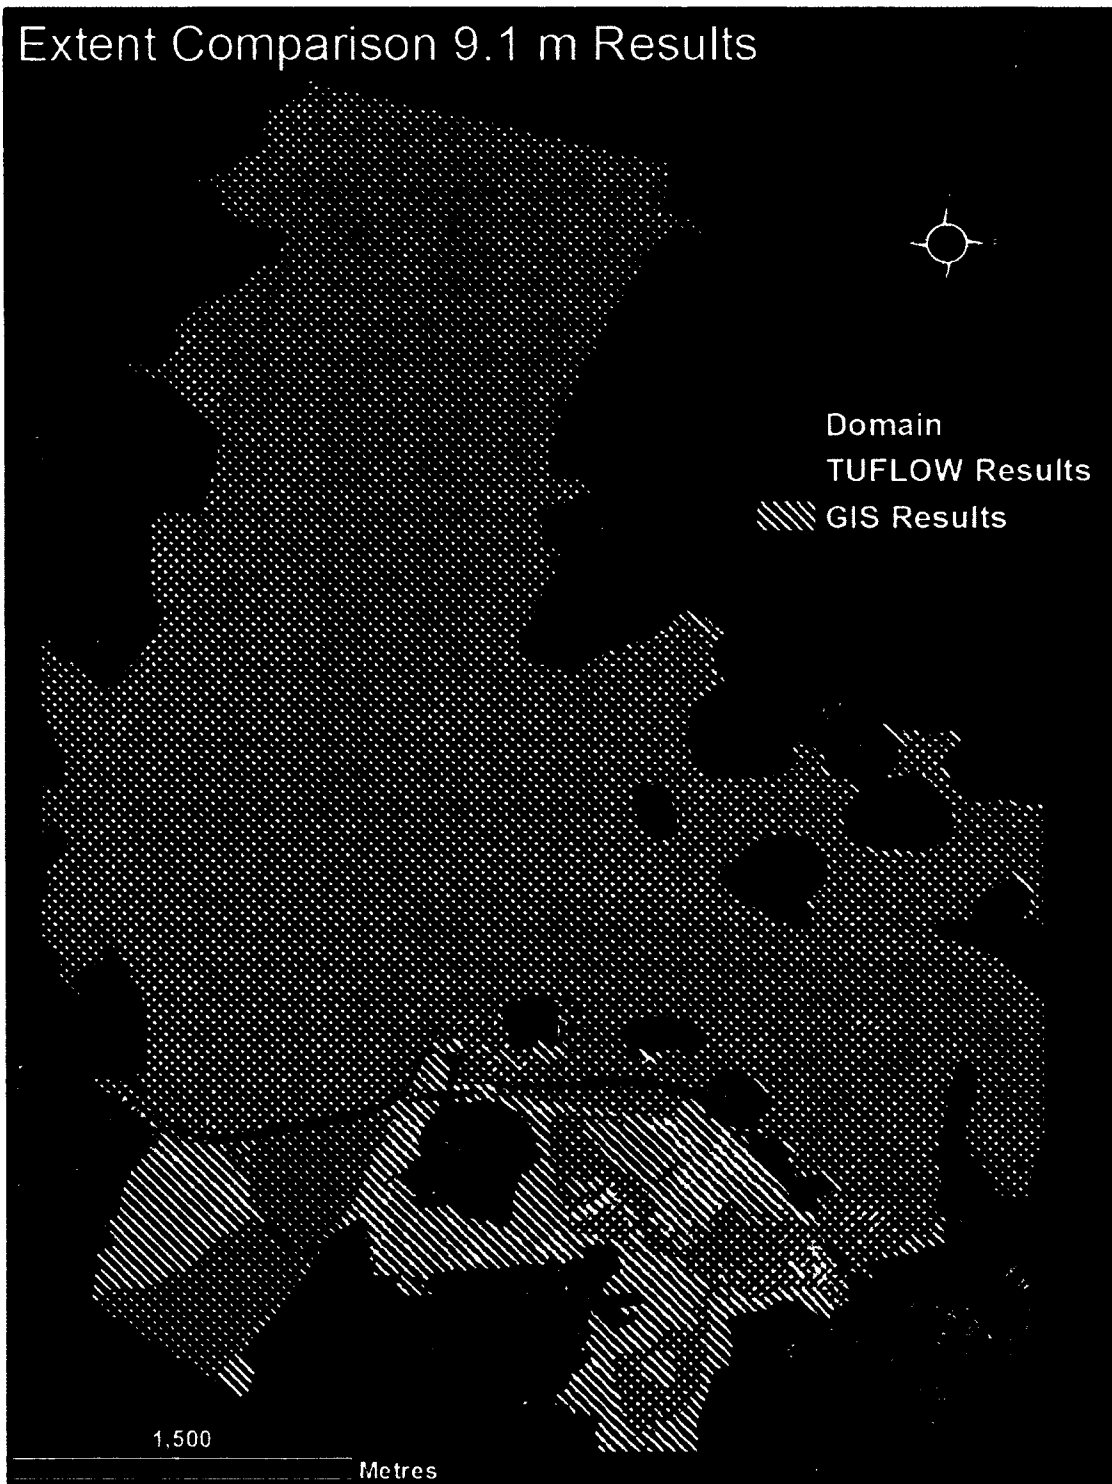 Extent Comparison 9.1 m Results
Domain
TUFLOW Results
GIS Results
1,500
Metres